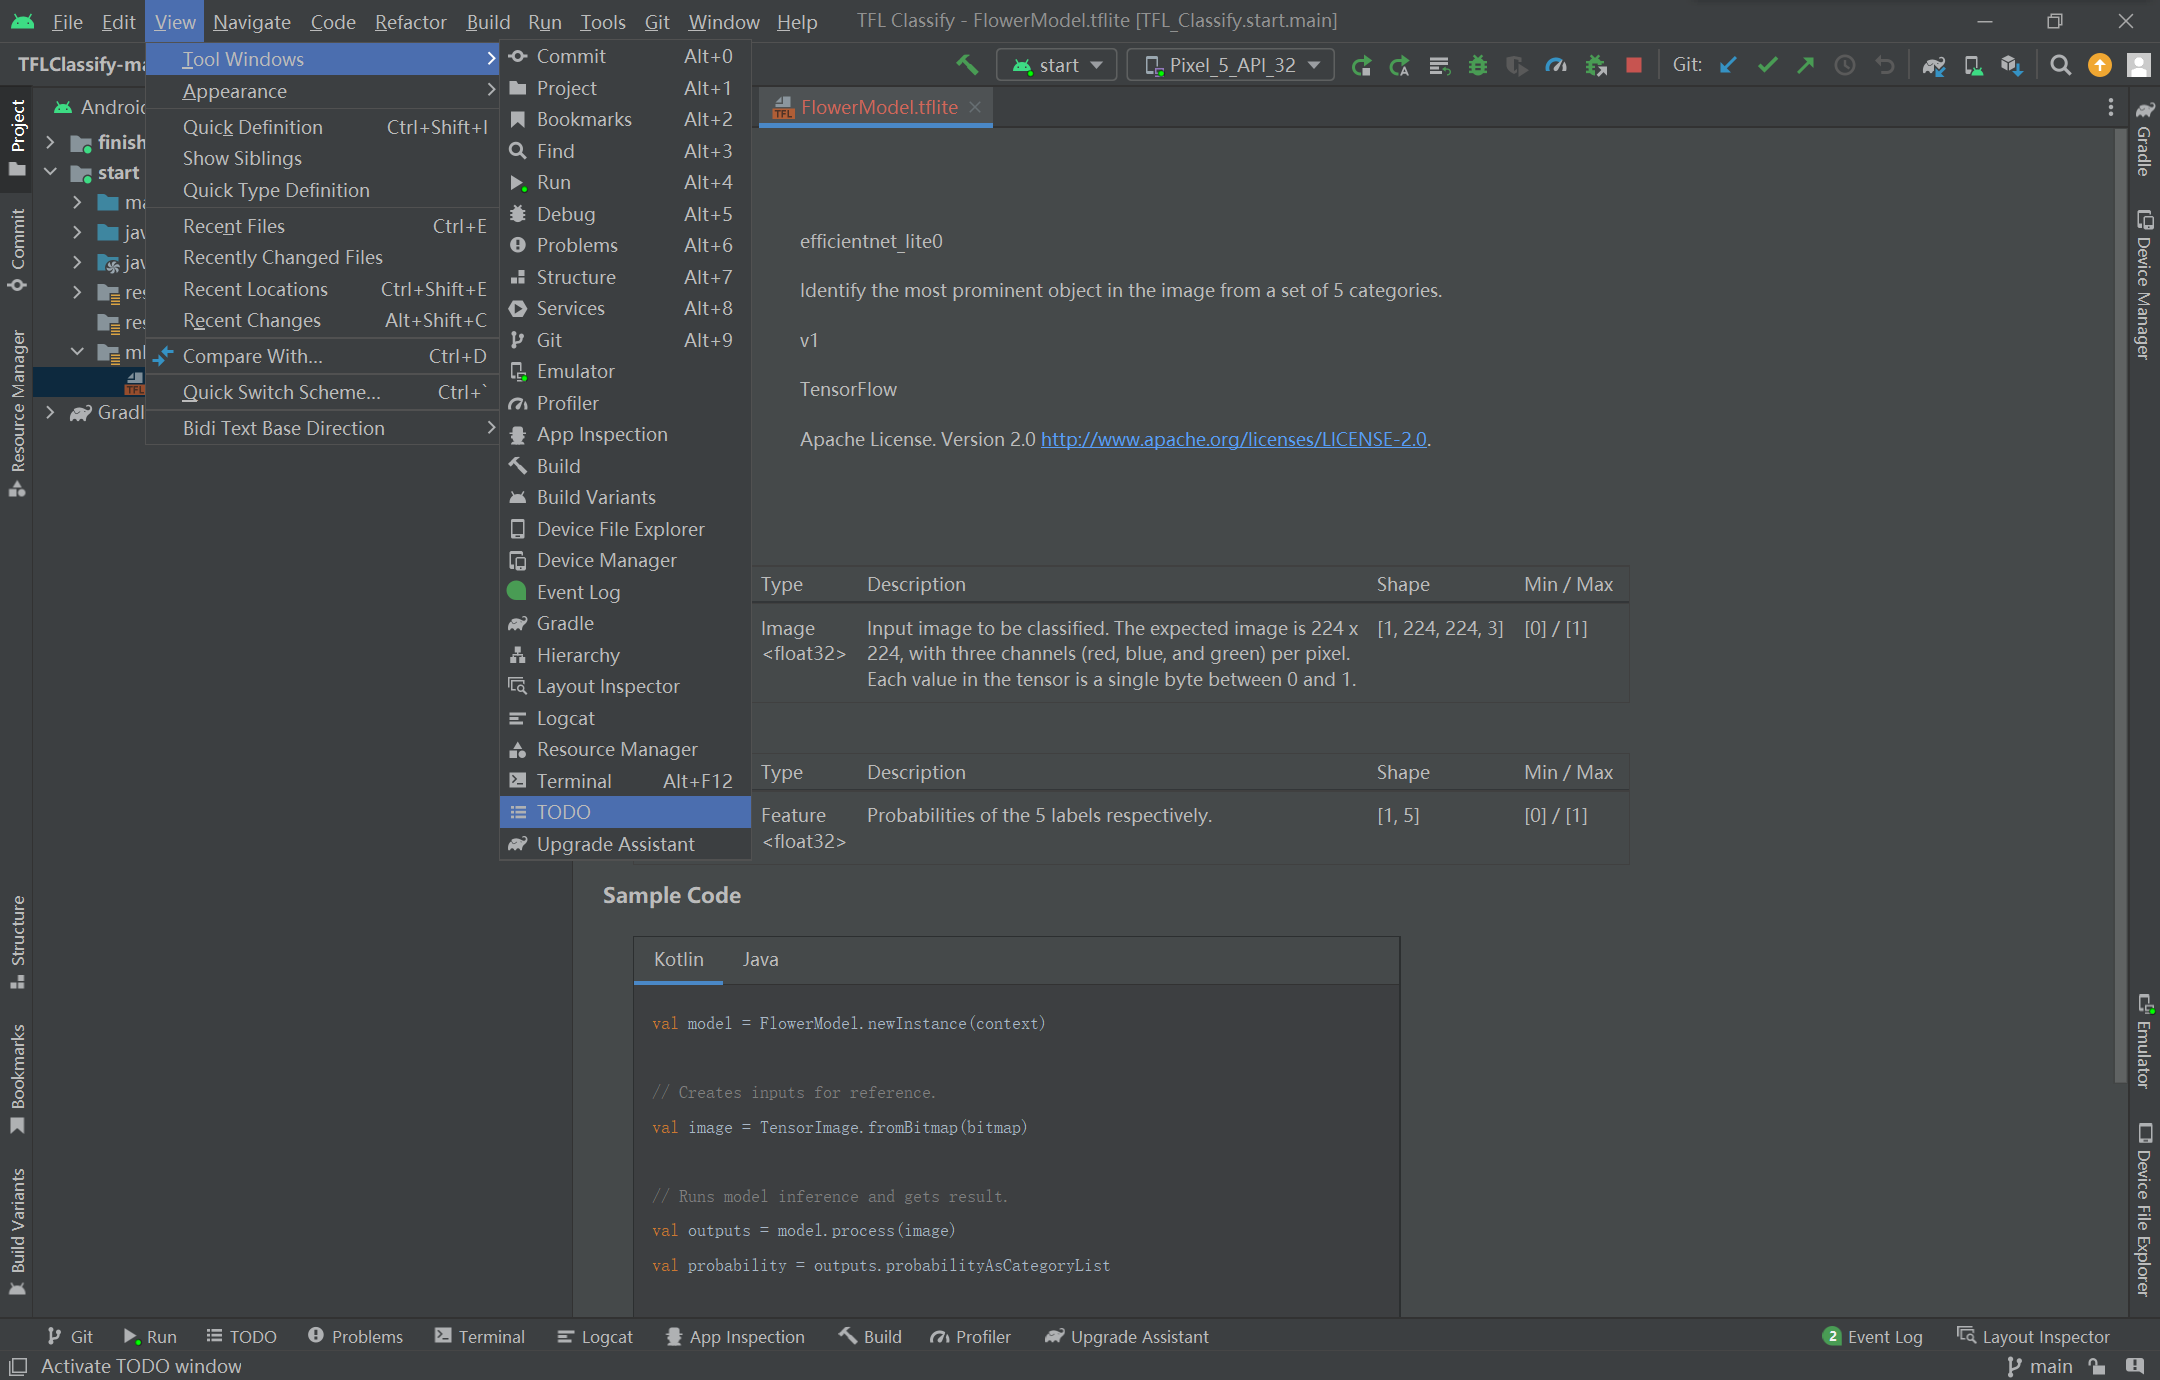 File Edit View Navigate Code Refactor Build Run Tools Git Window Help TFL Classify - FlowerModel.tflite [TFL_Classify.start.main]
TFLClassify-ma start Pixel_5_API_32 Git:
Android FlowerModel.tflite
Project
Commit
Resource Manager
Structure
Bookmarks
Build Variants
finish
start
ma
jav
jav
res
res
ml
TFL
Gradl
Tool Windows
Appearance
Quick Definition Ctrl+Shift+I
Show Siblings
Quick Type Definition
Recent Files Ctrl+E
Recently Changed Files
Recent Locations Ctrl+Shift+E
Recent Changes Alt+Shift+C
Compare With... Ctrl+D
Quick Switch Scheme... Ctrl+`
Bidi Text Base Direction
Commit Alt+0
Project Alt+1
Bookmarks Alt+2
Find Alt+3
Run Alt+4
Debug Alt+5
Problems Alt+6
Structure Alt+7
Services Alt+8
Git Alt+9
Emulator
Profiler
App Inspection
Build
Build Variants
Device File Explorer
Device Manager
Event Log
Gradle
Hierarchy
Layout Inspector
Logcat
Resource Manager
Terminal Alt+F12
TODO
Upgrade Assistant
efficientnet_lite0
Identify the most prominent object in the image from a set of 5 categories.
v1
TensorFlow
Apache License. Version 2.0 http://www.apache.org/licenses/LICENSE-2.0.
Type Description Shape Min / Max
Image Input image to be classified. The expected image is 224 x [1, 224, 224, 3] [0] / [1]
<float32> 224, with three channels (red, blue, and green) per pixel.
Each value in the tensor is a single byte between 0 and 1.
Type Description Shape Min / Max
Feature Probabilities of the 5 labels respectively. [1, 5] [0] / [1]
<float32>
Sample Code
Kotlin Java
val model = FlowerModel.newInstance(context)
// Creates inputs for reference.
val image = TensorImage.fromBitmap(bitmap)
// Runs model inference and gets result.
val outputs = model.process(image)
val probability = outputs.probabilityAsCategoryList
Gradle
Device Manager
Emulator
Device File Explorer
Git Run TODO Problems Terminal Logcat App Inspection Build Profiler Upgrade Assistant 2 Event Log Layout Inspector
Activate TODO window main